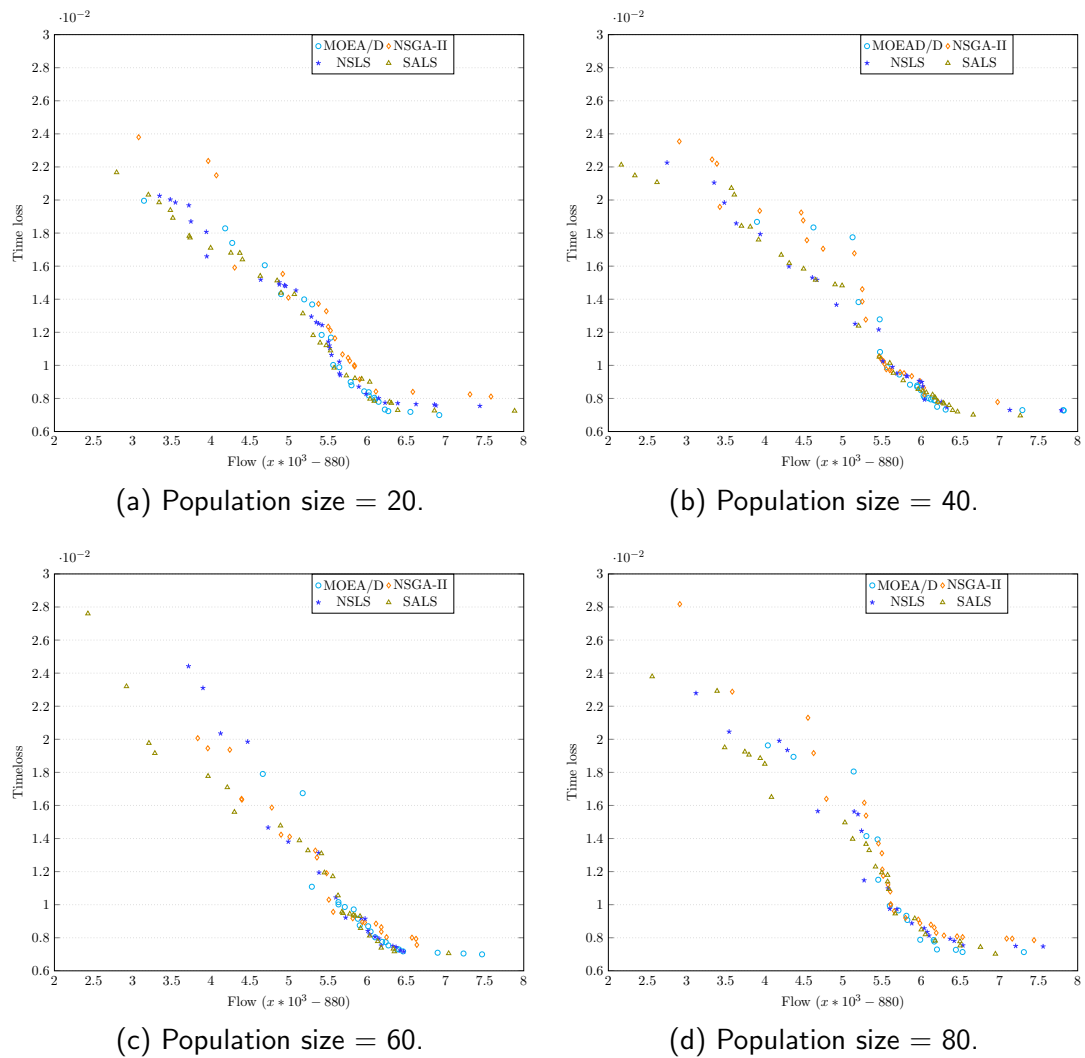 ·10⁻² ·10⁻²
3 3
MOEA/D NSGA-II MOEAD/D NSGA-II
NSLS SALS NSLS SALS
2.8 2.8
2.6 2.6
2.4 2.4
2.2 2.2
2 2
1.8 1.8
1.6 1.6
1.4 1.4
1.2 1.2
1 1
0.8 0.8
0.6 0.6
Time loss Time loss
2 2.5 3 3.5 4 4.5 5 5.5 6 6.5 7 7.5 8 2 2.5 3 3.5 4 4.5 5 5.5 6 6.5 7 7.5 8
Flow (x ∗ 10³ − 880) Flow (x ∗ 10³ − 880)
(a) Population size = 20. (b) Population size = 40.
·10⁻² ·10⁻²
3 3
MOEA/D NSGA-II MOEA/D NSGA-II
NSLS SALS NSLS SALS
2.8 2.8
2.6 2.6
2.4 2.4
2.2 2.2
2 2
1.8 1.8
1.6 1.6
1.4 1.4
1.2 1.2
1 1
0.8 0.8
0.6 0.6
Timeloss Time loss
2 2.5 3 3.5 4 4.5 5 5.5 6 6.5 7 7.5 8 2 2.5 3 3.5 4 4.5 5 5.5 6 6.5 7 7.5 8
Flow (x ∗ 10³ − 880) Flow (x ∗ 10³ − 880)
(c) Population size = 60. (d) Population size = 80.